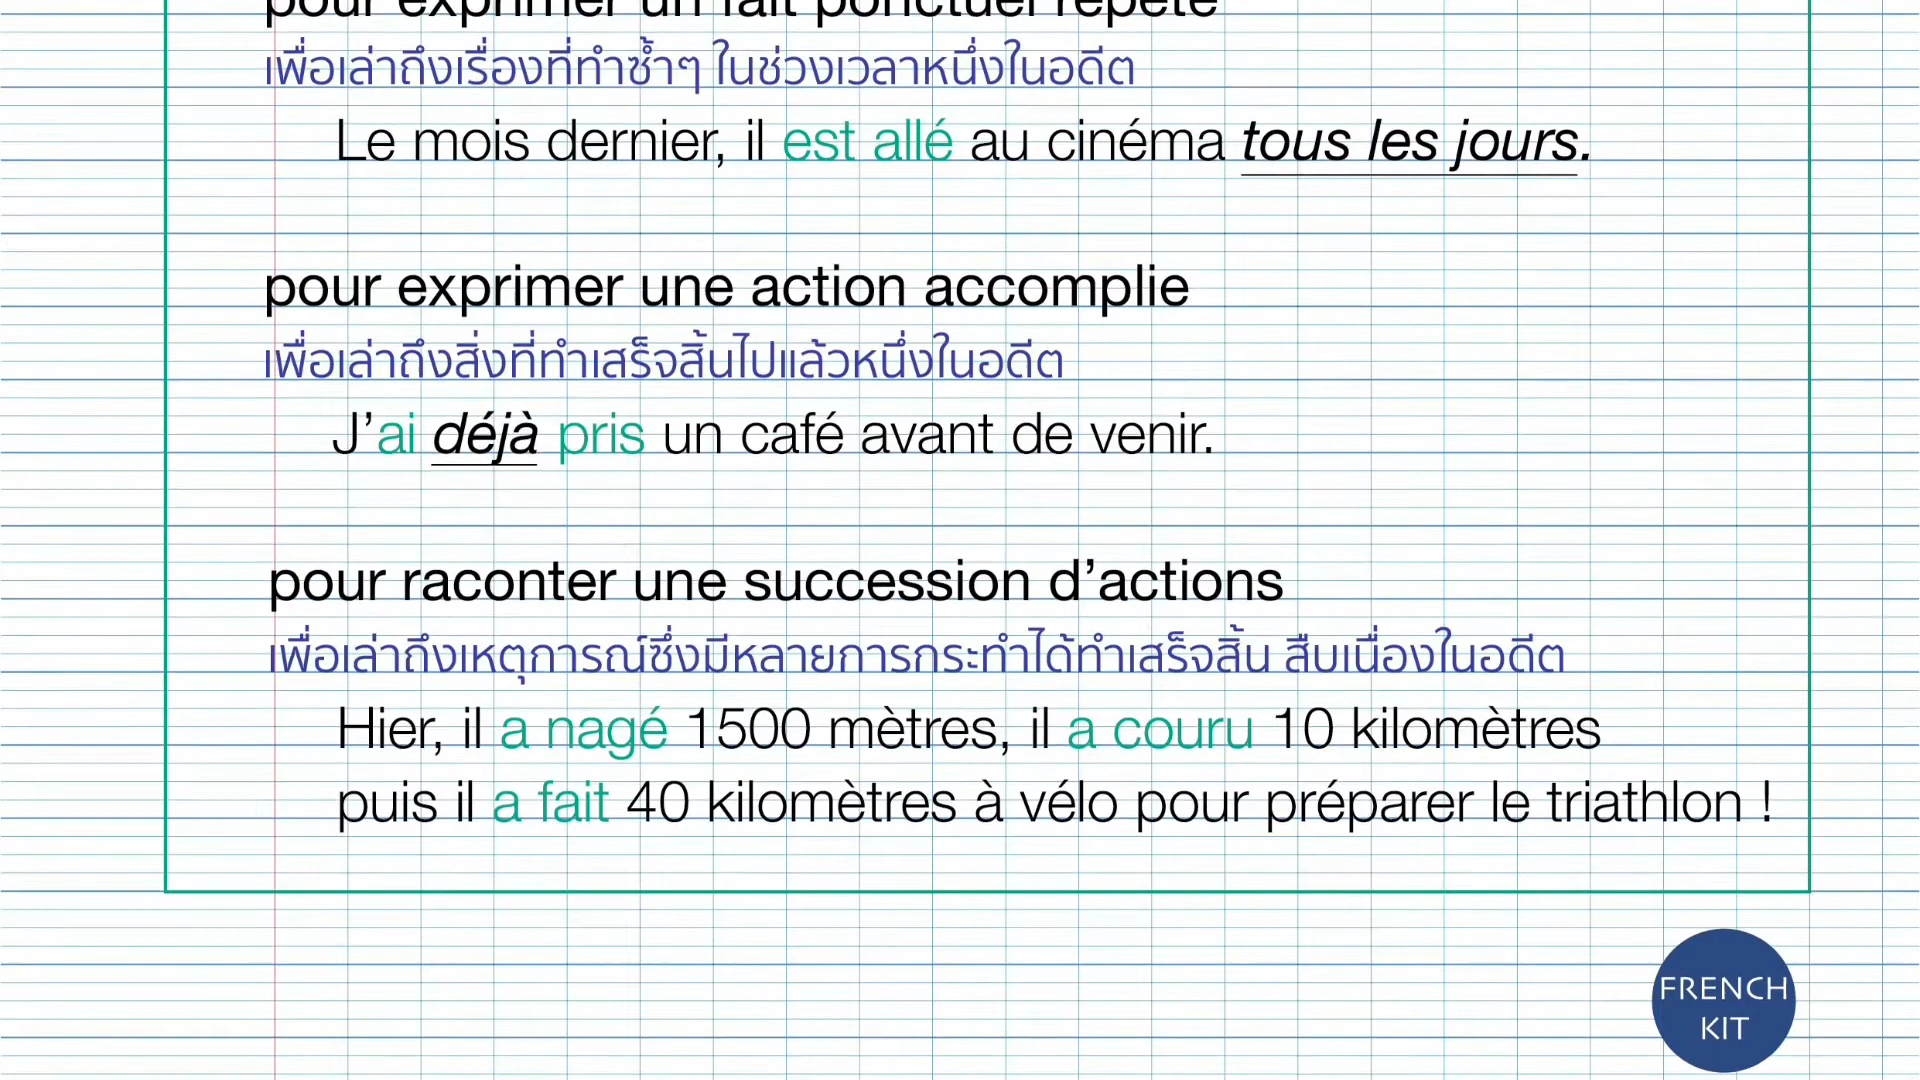 pour exprimer un fait ponctuel répété
เพื่อเล่าถึงเรื่องที่ทำซ้ำๆ ในช่วงเวลาหนึ่งในอดีต
Le mois dernier, il est allé au cinéma tous les jours.
pour exprimer une action accomplie
เพื่อเล่าถึงสิ่งที่ทำเสร็จสิ้นไปแล้วหนึ่งในอดีต
J’ai déjà pris un café avant de venir.
pour raconter une succession d’actions
เพื่อเล่าถึงเหตุการณ์ซึ่งมีหลายการกระทำได้ทำเสร็จสิ้น สืบเนื่องในอดีต
Hier, il a nagé 1500 mètres, il a couru 10 kilomètres
puis il a fait 40 kilomètres à vélo pour préparer le triathlon !
FRENCH
KIT